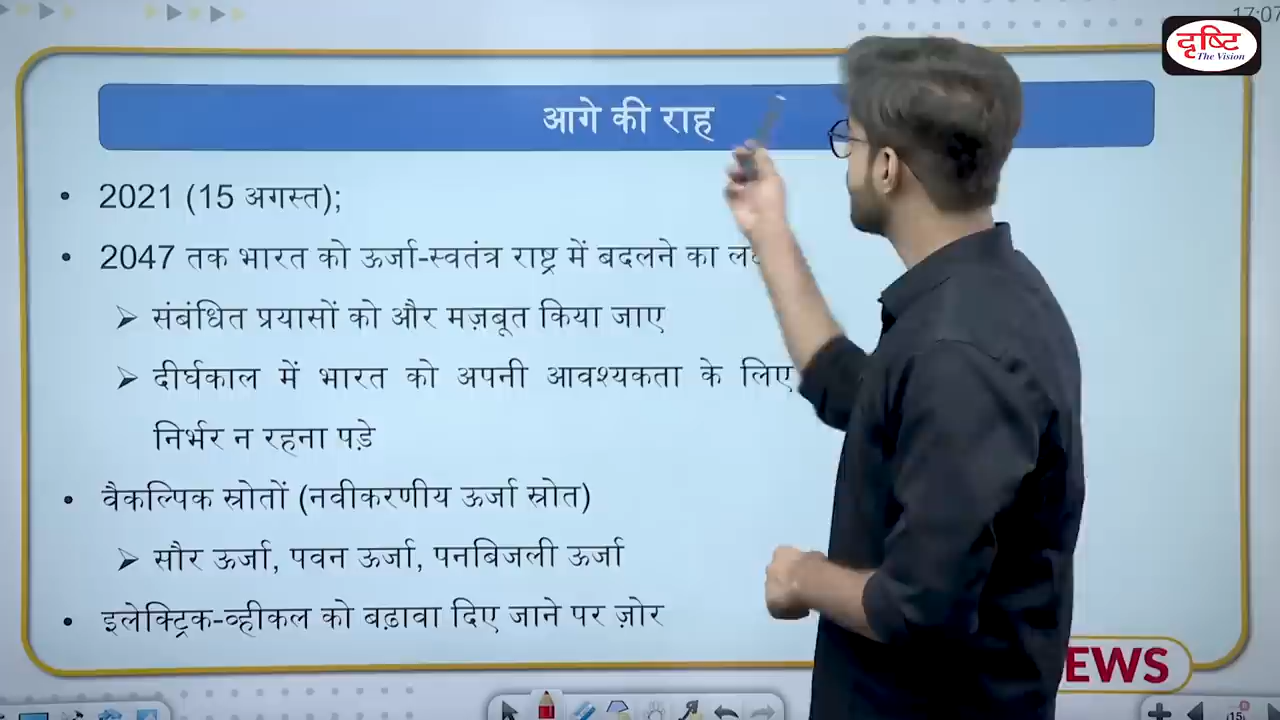 17:07
दृष्टि
The Vision
आगे की राह
• 2021 (15 अगस्त);
• 2047 तक भारत को ऊर्जा-स्वतंत्र राष्ट्र में बदलने का
➢ संबंधित प्रयासों को और मज़बूत किया जाए
➢ दीर्घकाल में भारत को अपनी आवश्यकता के लिए
निर्भर न रहना पड़े
• वैकल्पिक स्रोतों (नवीकरणीय ऊर्जा स्रोत)
➢ सौर ऊर्जा, पवन ऊर्जा, पनबिजली ऊर्जा
• इलेक्ट्रिक-व्हीकल को बढ़ावा दिए जाने पर ज़ोर
EWS